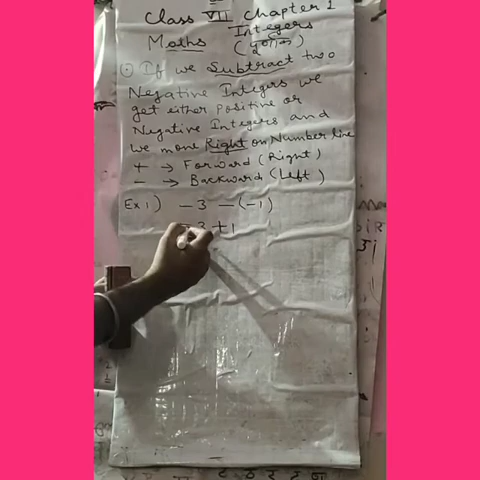 Class VII Chapter 1
Maths Integers
(पूर्णांक)
If we Subtract two
Negative Integers we
get either Positive or
Negative Integers and
we move Right on Number line
+ → Forward (Right)
- → Backward (Left)
Ex 1) - 3 - (-1)
- 3 + 1